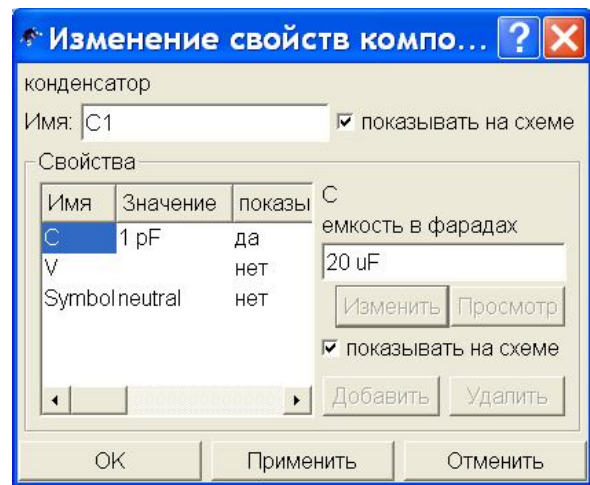 Изменение свойств компо...
конденсатор
Имя: C1
показывать на схеме
Свойства
Имя Значение показы
C 1 pF да
V нет
Symbol neutral нет
C
емкость в фарадах
20 uF
Изменить Просмотр
показывать на схеме
Добавить Удалить
OK Применить Отменить